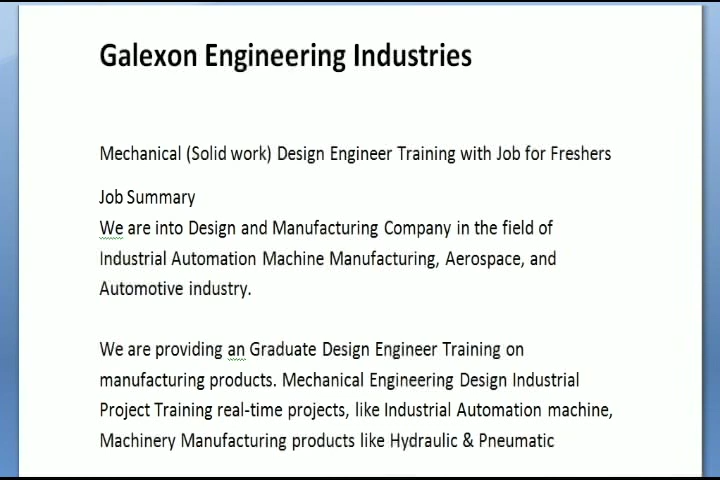 Galexon Engineering Industries
Mechanical (Solid work) Design Engineer Training with Job for Freshers
Job Summary
We are into Design and Manufacturing Company in the field of
Industrial Automation Machine Manufacturing, Aerospace, and
Automotive industry.
We are providing an Graduate Design Engineer Training on
manufacturing products. Mechanical Engineering Design Industrial
Project Training real-time projects, like Industrial Automation machine,
Machinery Manufacturing products like Hydraulic & Pneumatic